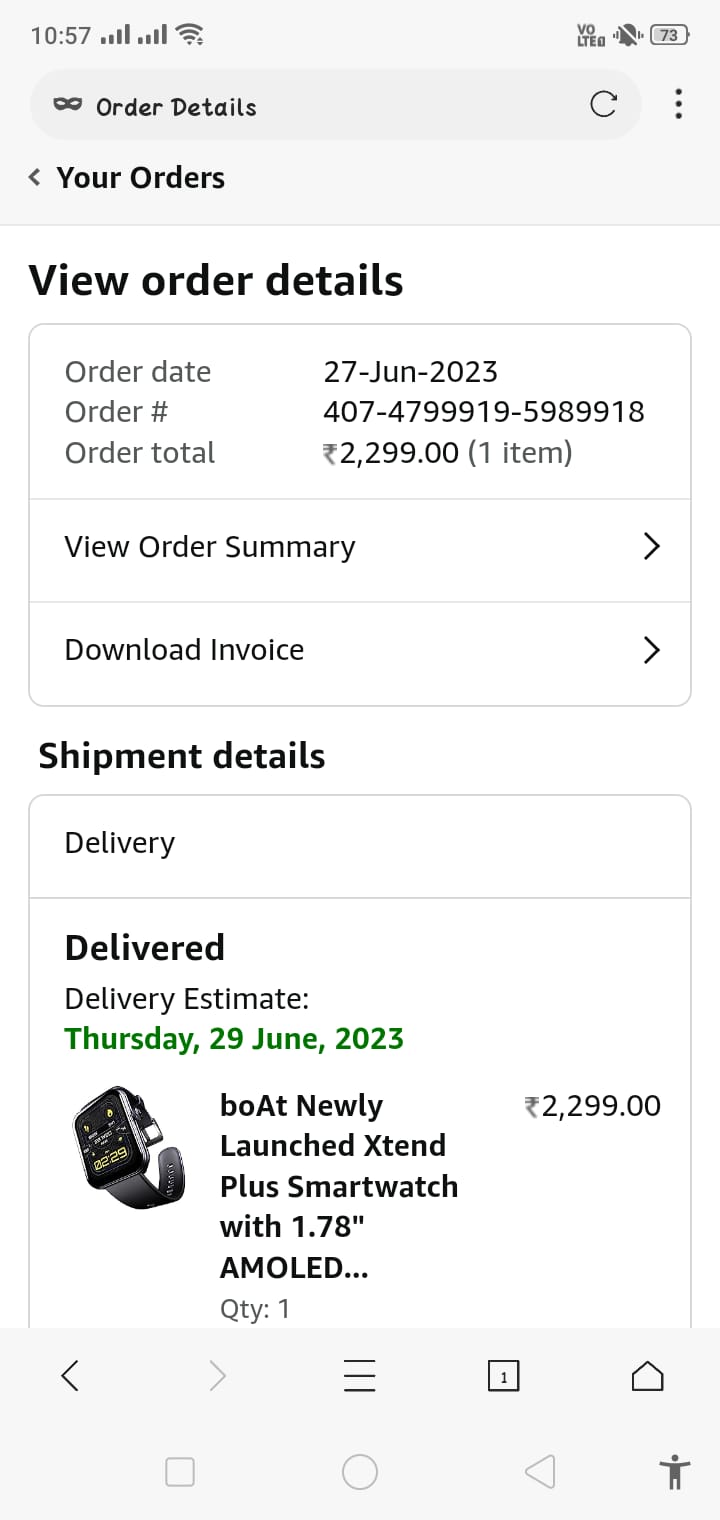 10:57
VO
LTE
73
Order Details
Your Orders
View order details
Order date 27-Jun-2023
Order # 407-4799919-5989918
Order total ₹2,299.00 (1 item)
View Order Summary
Download Invoice
Shipment details
Delivery
Delivered
Delivery Estimate:
Thursday, 29 June, 2023
boAt Newly ₹2,299.00
Launched Xtend
Plus Smartwatch
with 1.78"
AMOLED...
Qty: 1
02:29
1